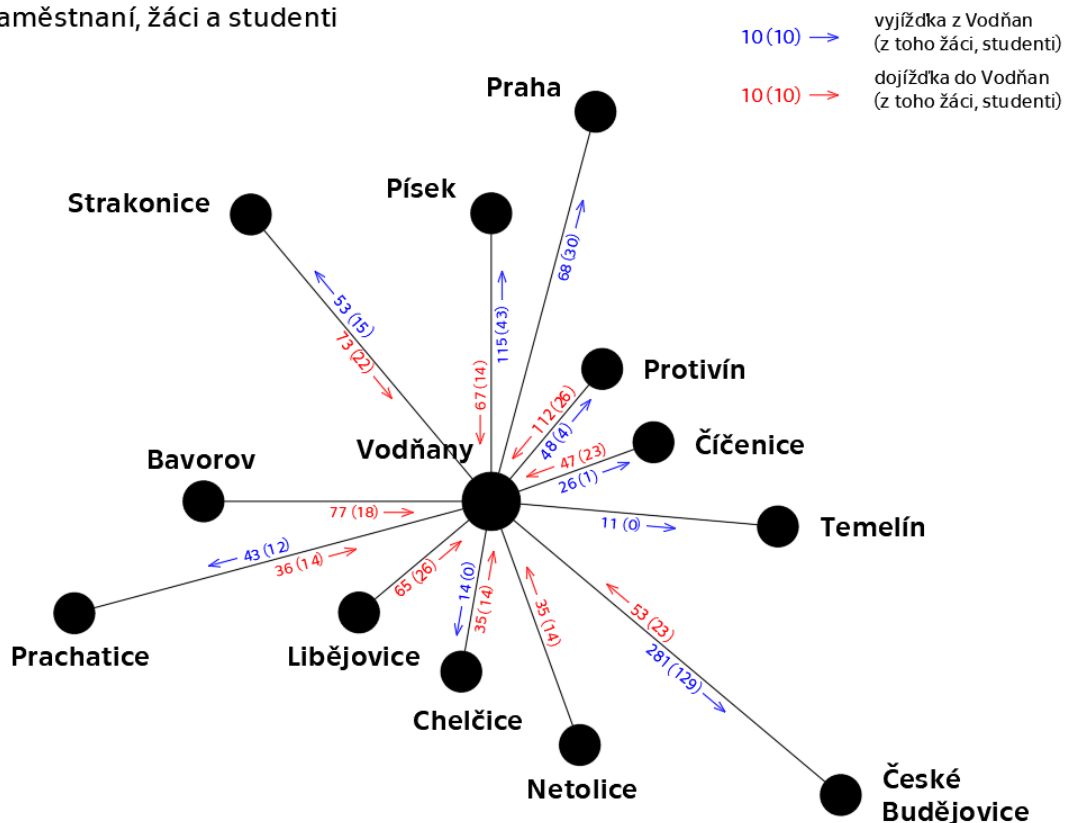 aměstnaní, žáci a studenti
10 (10)
vyjížďka z Vodňan
(z toho žáci, studenti)
10 (10)
dojížďka do Vodňan
(z toho žáci, studenti)
Praha
Písek
Strakonice
68 (30)
53 (15)
73 (22)
115 (43)
67 (14)
Protivín
112 (26)
48 (4)
Číčenice
47 (23)
26 (1)
Vodňany
Bavorov
77 (18)
11 (0)
Temelín
43 (12)
36 (14)
65 (26)
14 (0)
35 (14)
35 (14)
53 (23)
281 (129)
Prachatice
Libějovice
Chelčice
Netolice
České
Budějovice